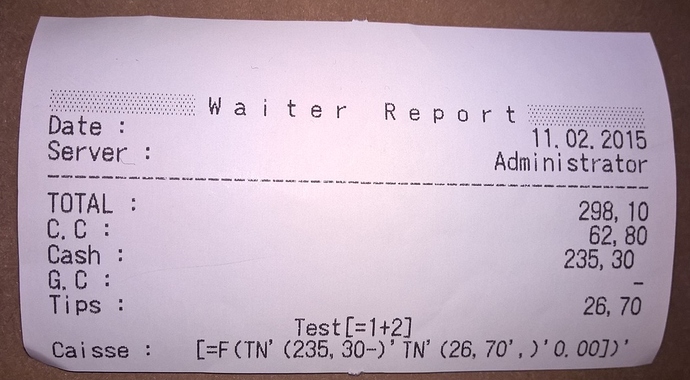 Waiter Report
Date : 11.02.2015
Server : Administrator
TOTAL : 298,10
C.C : 62,80
Cash : 235,30
G.C : -
Tips : 26,70
Test[=1+2]
Caisse : [=F(TN'(235,30-)'TN'(26,70',)'0.00])'